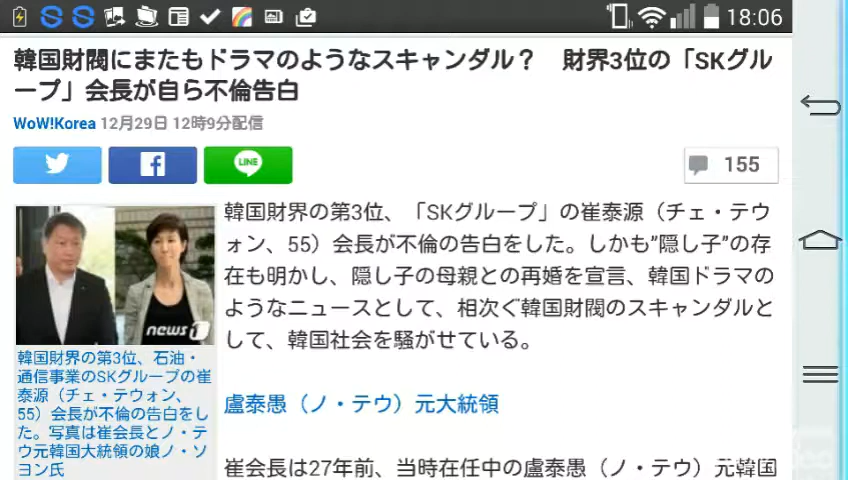 18:06
韓国財閥にまたもドラマのようなスキャンダル？　財界3位の「SKグル
ープ」会長が自ら不倫告白
WoW!Korea 12月29日 12時9分配信
LINE
155
韓国財界の第3位、「SKグループ」の崔泰源（チェ・テウ
ォン、55）会長が不倫の告白をした。しかも”隠し子”の存
在も明かし、隠し子の母親との再婚を宣言、韓国ドラマの
ようなニュースとして、相次ぐ韓国財閥のスキャンダルと
して、韓国社会を騒がせている。
news1
韓国財界の第3位、石油・
通信事業のSKグループの崔
泰源（チェ・テウォン、
55）会長が不倫の告白をし
た。写真は崔会長とノ・テ
ウ元韓国大統領の娘ノ・ソ
ヨン氏
盧泰愚（ノ・テウ）元大統領
崔会長は27年前、当時在任中の盧泰愚（ノ・テウ）元韓国